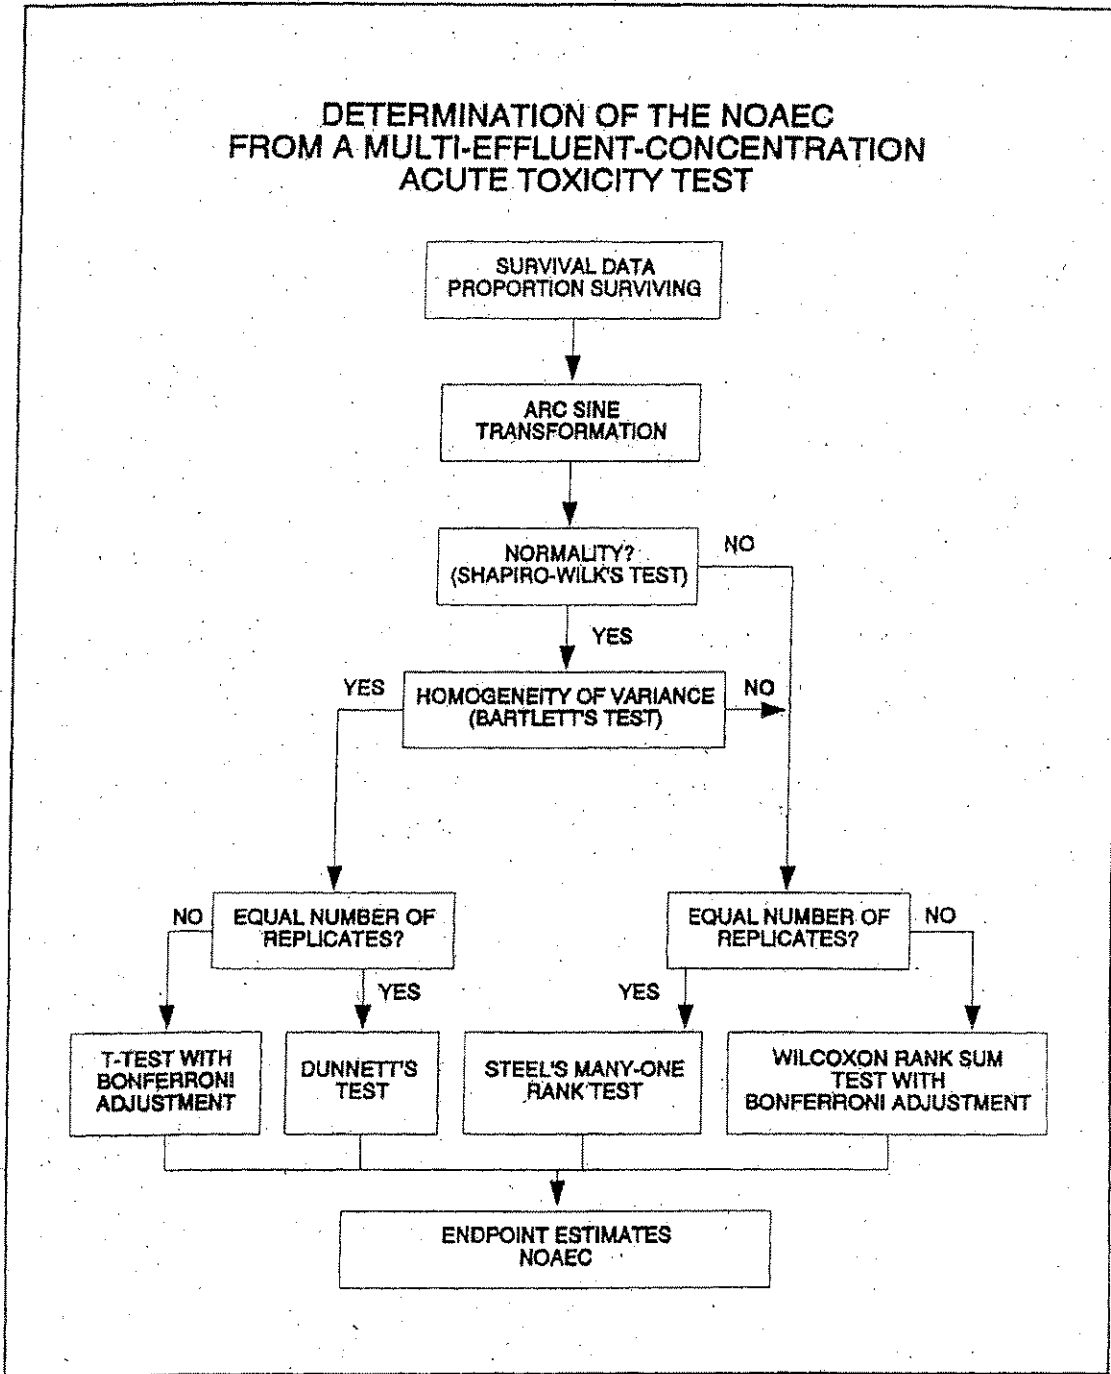 DETERMINATION OF THE NOAEC
FROM A MULTI-EFFLUENT-CONCENTRATION
ACUTE TOXICITY TEST
SURVIVAL DATA
PROPORTION SURVIVING
ARC SINE
TRANSFORMATION
NORMALITY?
(SHAPIRO-WILK'S TEST)
NO
YES
YES
HOMOGENEITY OF VARIANCE
(BARTLETT'S TEST)
NO
NO
EQUAL NUMBER OF
REPLICATES?
YES
EQUAL NUMBER OF
REPLICATES?
NO
YES
T-TEST WITH
BONFERRONI
ADJUSTMENT
DUNNETT'S
TEST
STEEL'S MANY-ONE
RANK TEST
WILCOXON RANK SUM
TEST WITH
BONFERRONI ADJUSTMENT
ENDPOINT ESTIMATES
NOAEC